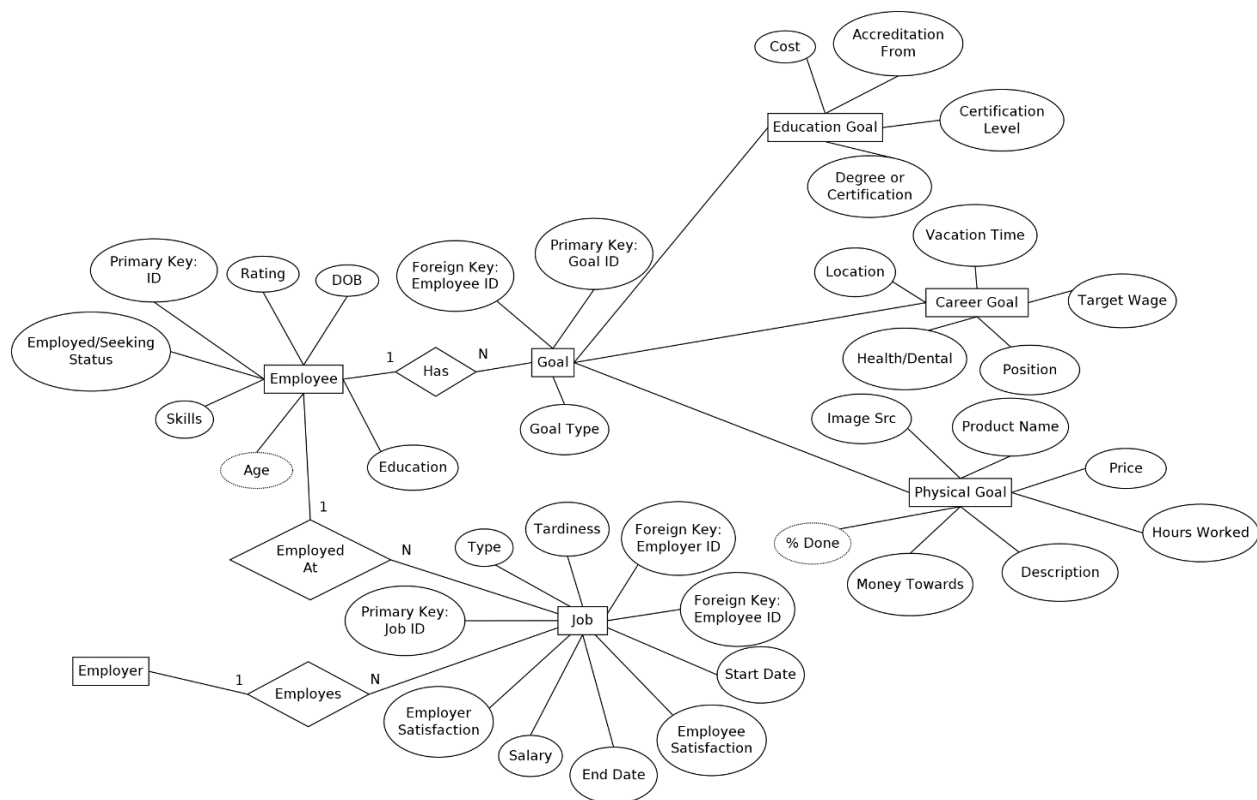 Cost
Accreditation
From
Certification
Level
Education Goal
Degree or
Certification
Vacation Time
Location
Career Goal
Target Wage
Health/Dental
Position
Primary Key:
ID
Rating
DOB
Foreign Key:
Employee ID
Primary Key:
Goal ID
Employed/Seeking
Status
Employee
1
Has
N
Goal
Skills
Age
Education
Goal Type
Image Src
Product Name
Physical Goal
Price
Hours Worked
% Done
Money Towards
Description
1
Employed
At
N
Type
Tardiness
Foreign Key:
Employer ID
Primary Key:
Job ID
Job
Foreign Key:
Employee ID
Employer
1
Employes
N
Start Date
Employer
Satisfaction
Salary
End Date
Employee
Satisfaction